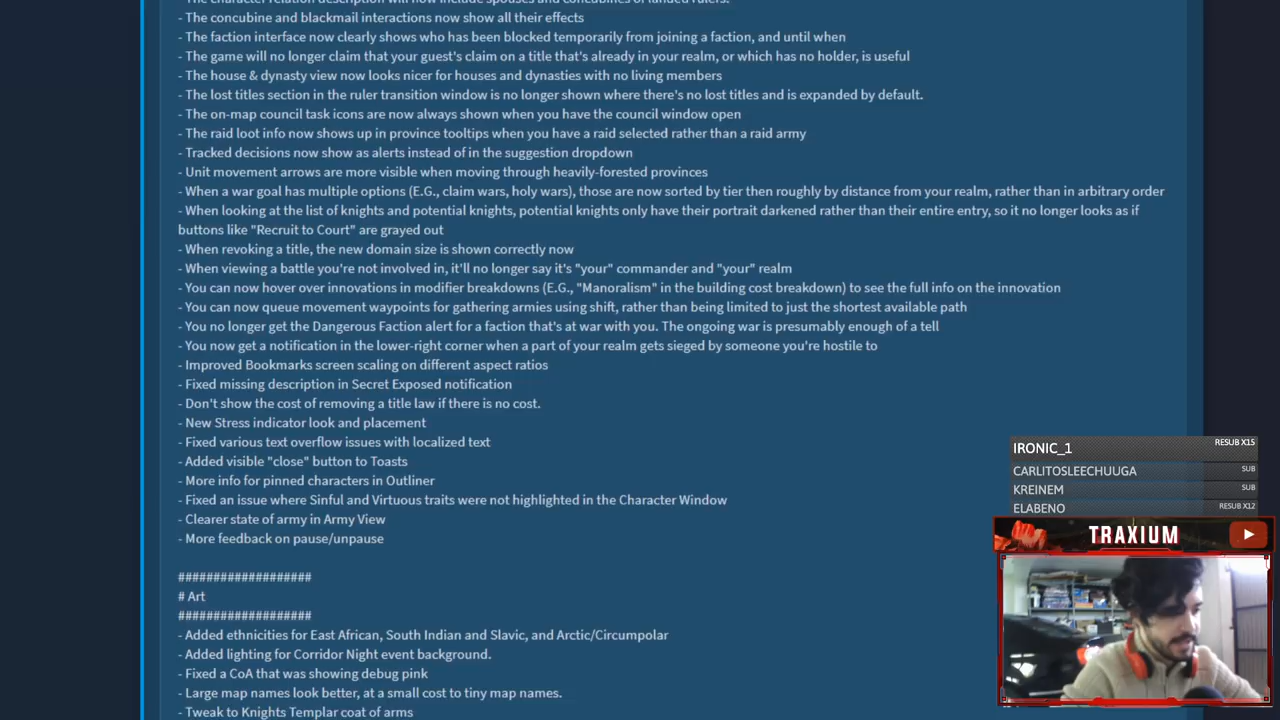 - The character relation description will now include spouses and concubines of landed rulers.
- The concubine and blackmail interactions now show all their effects
- The faction interface now clearly shows who has been blocked temporarily from joining a faction, and until when
- The game will no longer claim that your guest's claim on a title that's already in your realm, or which has no holder, is useful
- The house & dynasty view now looks nicer for houses and dynasties with no living members
- The lost titles section in the ruler transition window is no longer shown where there's no lost titles and is expanded by default.
- The on-map council task icons are now always shown when you have the council window open
- The raid loot info now shows up in province tooltips when you have a raid selected rather than a raid army
- Tracked decisions now show as alerts instead of in the suggestion dropdown
- Unit movement arrows are more visible when moving through heavily-forested provinces
- When a war goal has multiple options (E.G., claim wars, holy wars), those are now sorted by tier then roughly by distance from your realm, rather than in arbitrary order
- When looking at the list of knights and potential knights, potential knights only have their portrait darkened rather than their entire entry, so it no longer looks as if
buttons like "Recruit to Court" are grayed out
- When revoking a title, the new domain size is shown correctly now
- When viewing a battle you're not involved in, it'll no longer say it's "your" commander and "your" realm
- You can now hover over innovations in modifier breakdowns (E.G., "Manoralism" in the building cost breakdown) to see the full info on the innovation
- You can now queue movement waypoints for gathering armies using shift, rather than being limited to just the shortest available path
- You no longer get the Dangerous Faction alert for a faction that's at war with you. The ongoing war is presumably enough of a tell
- You now get a notification in the lower-right corner when a part of your realm gets sieged by someone you're hostile to
- Improved Bookmarks screen scaling on different aspect ratios
- Fixed missing description in Secret Exposed notification
- Don't show the cost of removing a title law if there is no cost.
- New Stress indicator look and placement
- Fixed various text overflow issues with localized text
- Added visible "close" button to Toasts
- More info for pinned characters in Outliner
- Fixed an issue where Sinful and Virtuous traits were not highlighted in the Character Window
- Clearer state of army in Army View
- More feedback on pause/unpause
###################
# Art
###################
- Added ethnicities for East African, South Indian and Slavic, and Arctic/Circumpolar
- Added lighting for Corridor Night event background.
- Fixed a CoA that was showing debug pink
- Large map names look better, at a small cost to tiny map names.
- Tweak to Knights Templar coat of arms
IRONIC_1 RESUB X15
CARLITOSLEECHUUGA SUB
KREINEM SUB
ELABENO RESUB X12
TRAXIUM